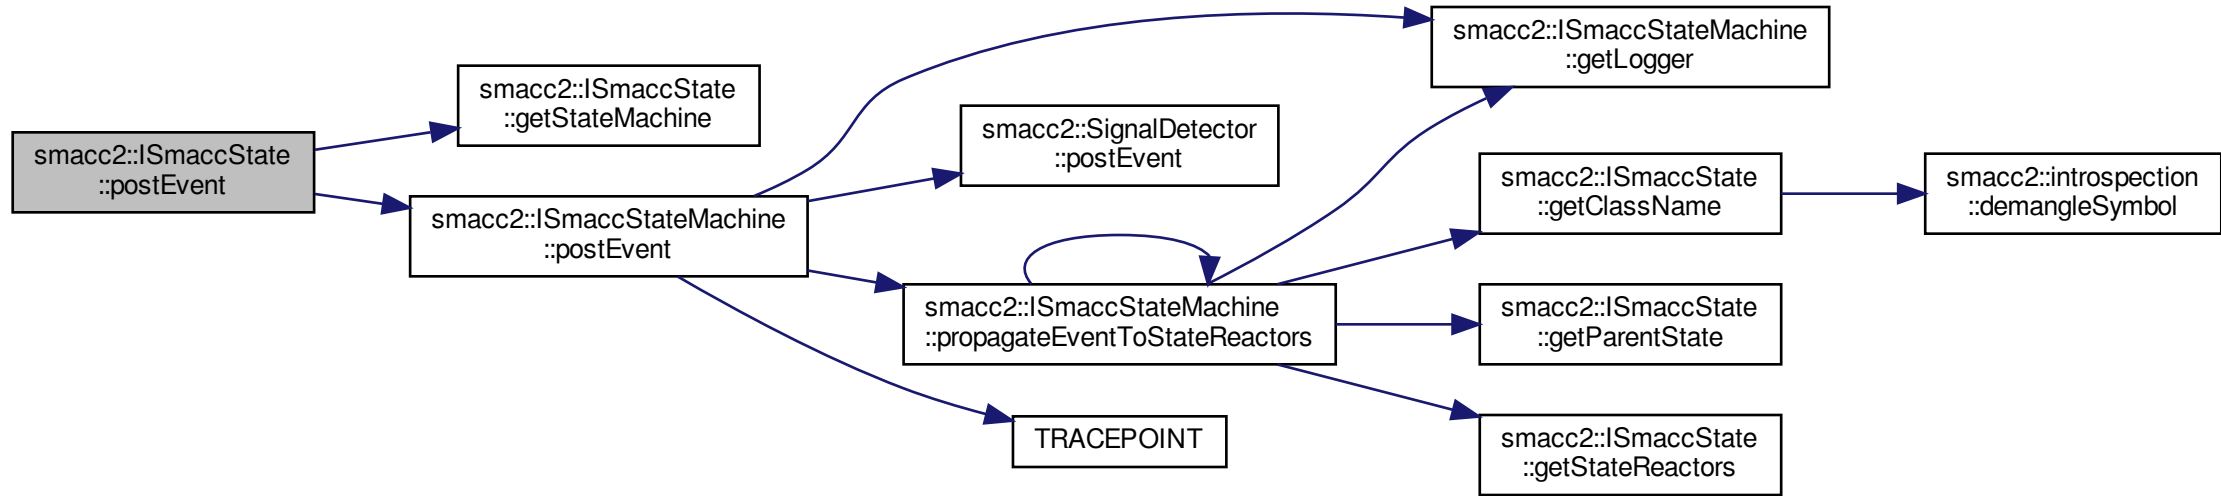 smacc2::ISmaccState
::postEvent
smacc2::ISmaccState
::getStateMachine
smacc2::ISmaccStateMachine
::postEvent
smacc2::SignalDetector
::postEvent
smacc2::ISmaccStateMachine
::propagateEventToStateReactors
TRACEPOINT
smacc2::ISmaccStateMachine
::getLogger
smacc2::ISmaccState
::getClassName
smacc2::ISmaccState
::getParentState
smacc2::ISmaccState
::getStateReactors
smacc2::introspection
::demangleSymbol